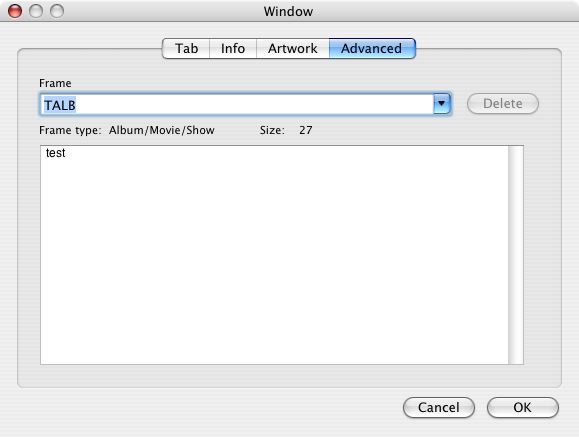 Window
Tab Info Artwork Advanced
Frame
TALB Delete
Frame type: Album/Movie/Show Size: 27
test
Cancel OK